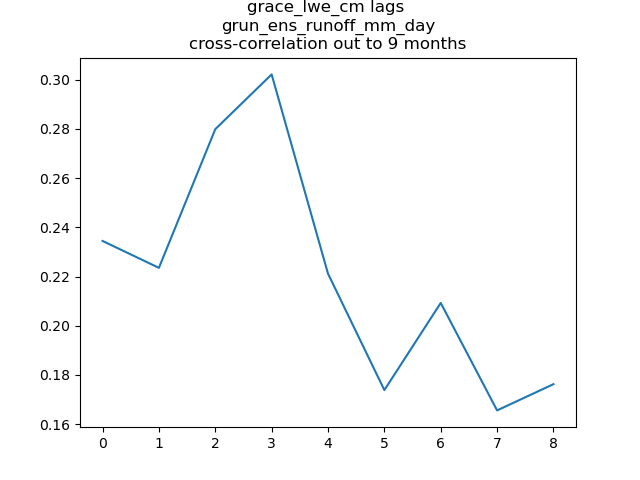 grace_lwe_cm lags
grun_ens_runoff_mm_day
cross-correlation out to 9 months
0.30
0.28
0.26
0.24
0.22
0.20
0.18
0.16
0 1 2 3 4 5 6 7 8